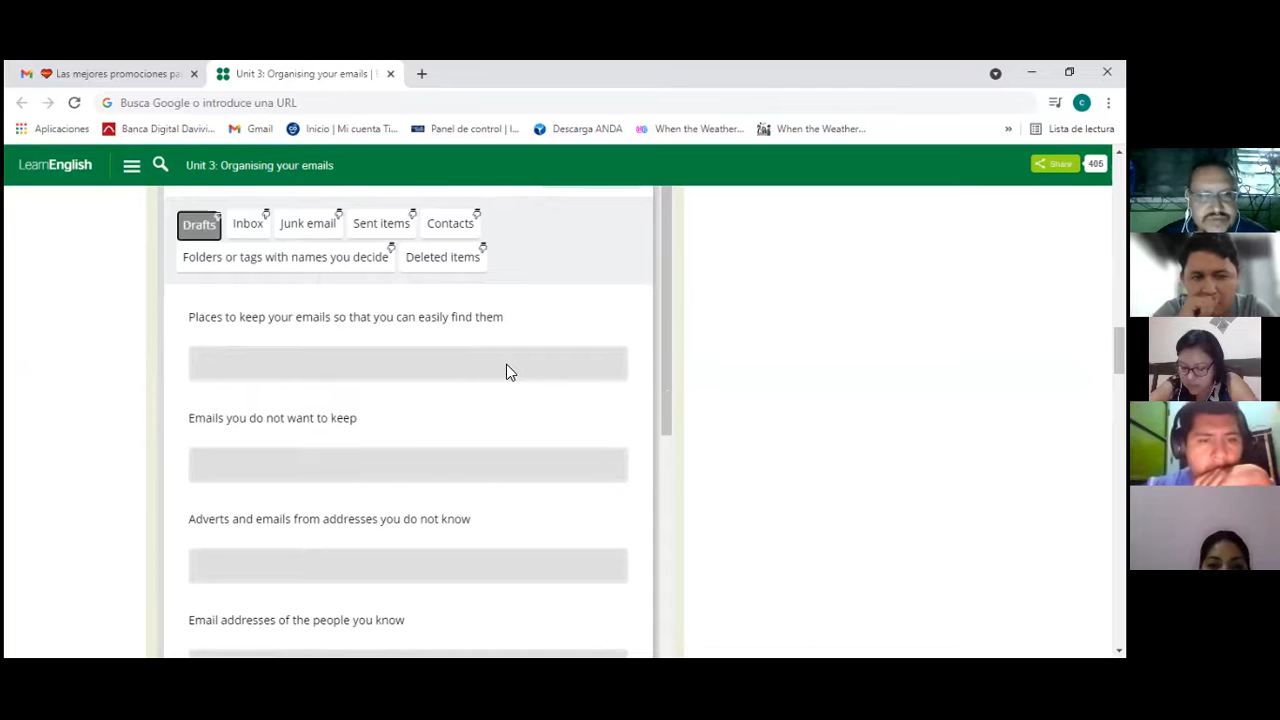 Las mejores promociones pa
Unit 3: Organising your emails |
Busca Google o introduce una URL
C
Aplicaciones
Banca Digital Davivi...
Gmail
Inicio | Mi cuenta Ti...
Panel de control | I...
Descarga ANDA
When the Weather...
When the Weather...
»
Lista de lectura
LearnEnglish
Unit 3: Organising your emails
Share
405
Drafts
Inbox
Junk email
Sent items
Contacts
Folders or tags with names you decide
Deleted items
Places to keep your emails so that you can easily find them
Emails you do not want to keep
Adverts and emails from addresses you do not know
Email addresses of the people you know